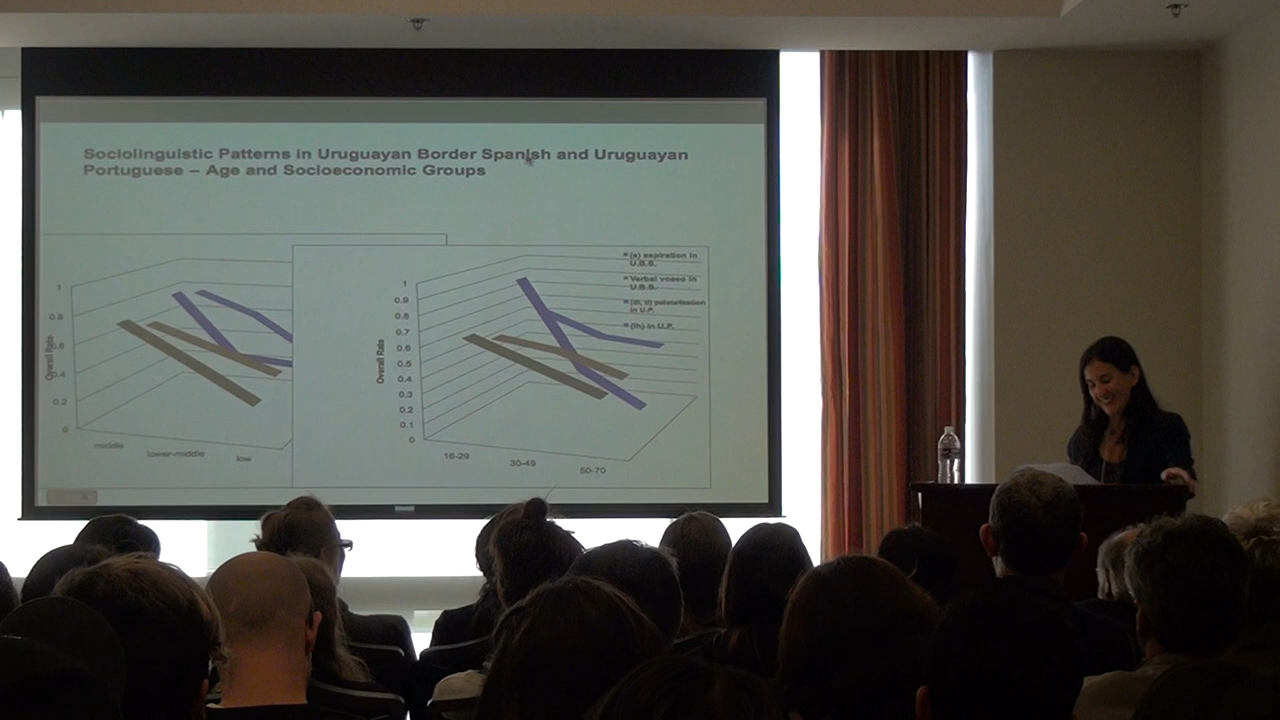 Sociolinguistic Patterns in Uruguayan Border Spanish and Uruguayan
Portuguese – Age and Socioeconomic Groups
1
0.8
0.6
0.4
0.2
0
Overall Rate
middle
lower-middle
low
1
0.9
0.8
0.7
0.6
0.5
0.4
0.3
0.2
0.1
0
Overall Rate
16-29
30-49
50-70
(s) aspiration in
U.B.S.
Verbal voseo in
U.B.S.
(di, ti) palatalization
in U.P.
(lh) in U.P.